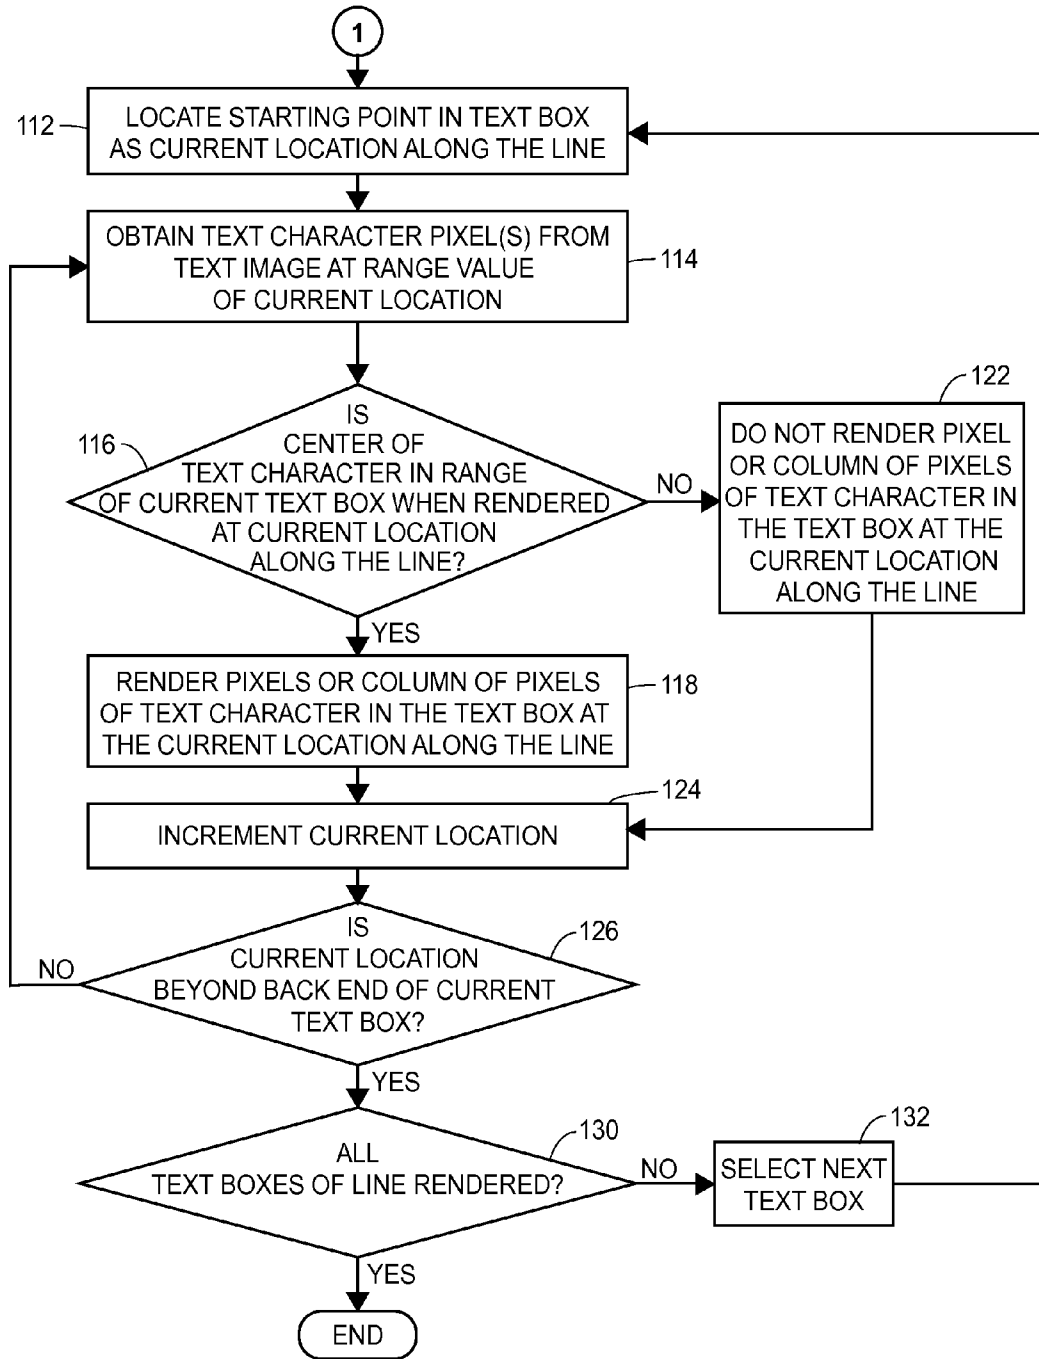 1
112
LOCATE STARTING POINT IN TEXT BOX
AS CURRENT LOCATION ALONG THE LINE
OBTAIN TEXT CHARACTER PIXEL(S) FROM
TEXT IMAGE AT RANGE VALUE
OF CURRENT LOCATION
114
116
IS
CENTER OF
TEXT CHARACTER IN RANGE
OF CURRENT TEXT BOX WHEN RENDERED
AT CURRENT LOCATION
ALONG THE LINE?
NO
122
DO NOT RENDER PIXEL
OR COLUMN OF PIXELS
OF TEXT CHARACTER IN
THE TEXT BOX AT THE
CURRENT LOCATION
ALONG THE LINE
YES
RENDER PIXELS OR COLUMN OF PIXELS
OF TEXT CHARACTER IN THE TEXT BOX AT
THE CURRENT LOCATION ALONG THE LINE
118
124
INCREMENT CURRENT LOCATION
IS
CURRENT LOCATION
BEYOND BACK END OF CURRENT
TEXT BOX?
126
NO
YES
ALL
TEXT BOXES OF LINE RENDERED?
130
NO
132
SELECT NEXT
TEXT BOX
YES
END